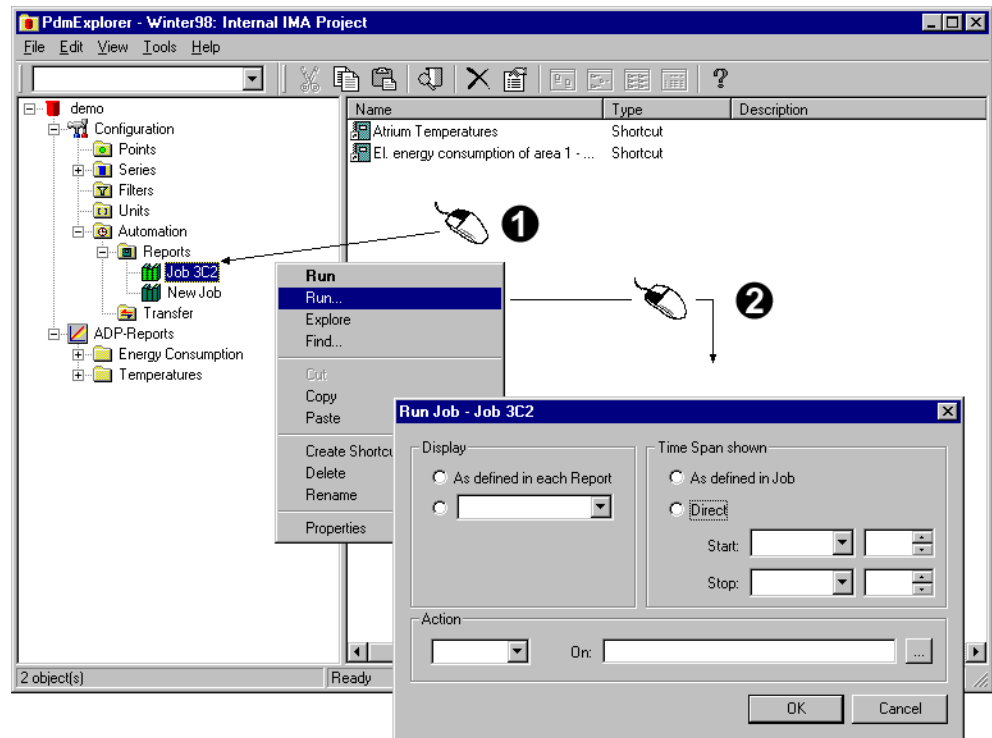 PdmExplorer - Winter98: Internal IMA Project
File Edit View Tools Help
demo
Configuration
Points
Series
Filters
Units
Automation
Reports
Job 3C2
New Job
Transfer
ADP-Reports
Energy Consumption
Temperatures
Name Type Description
Atrium Temperatures Shortcut
El. energy consumption of area 1 - ... Shortcut
1
Run
Run...
Explore
Find...
Cut
Copy
Paste
Create Shortcu
Delete
Rename
Properties
2
Run Job - Job 3C2
Display
As defined in each Report
Time Span shown
As defined in Job
Direct
Start:
Stop:
Action
On:
...
OK Cancel
2 object(s) Ready